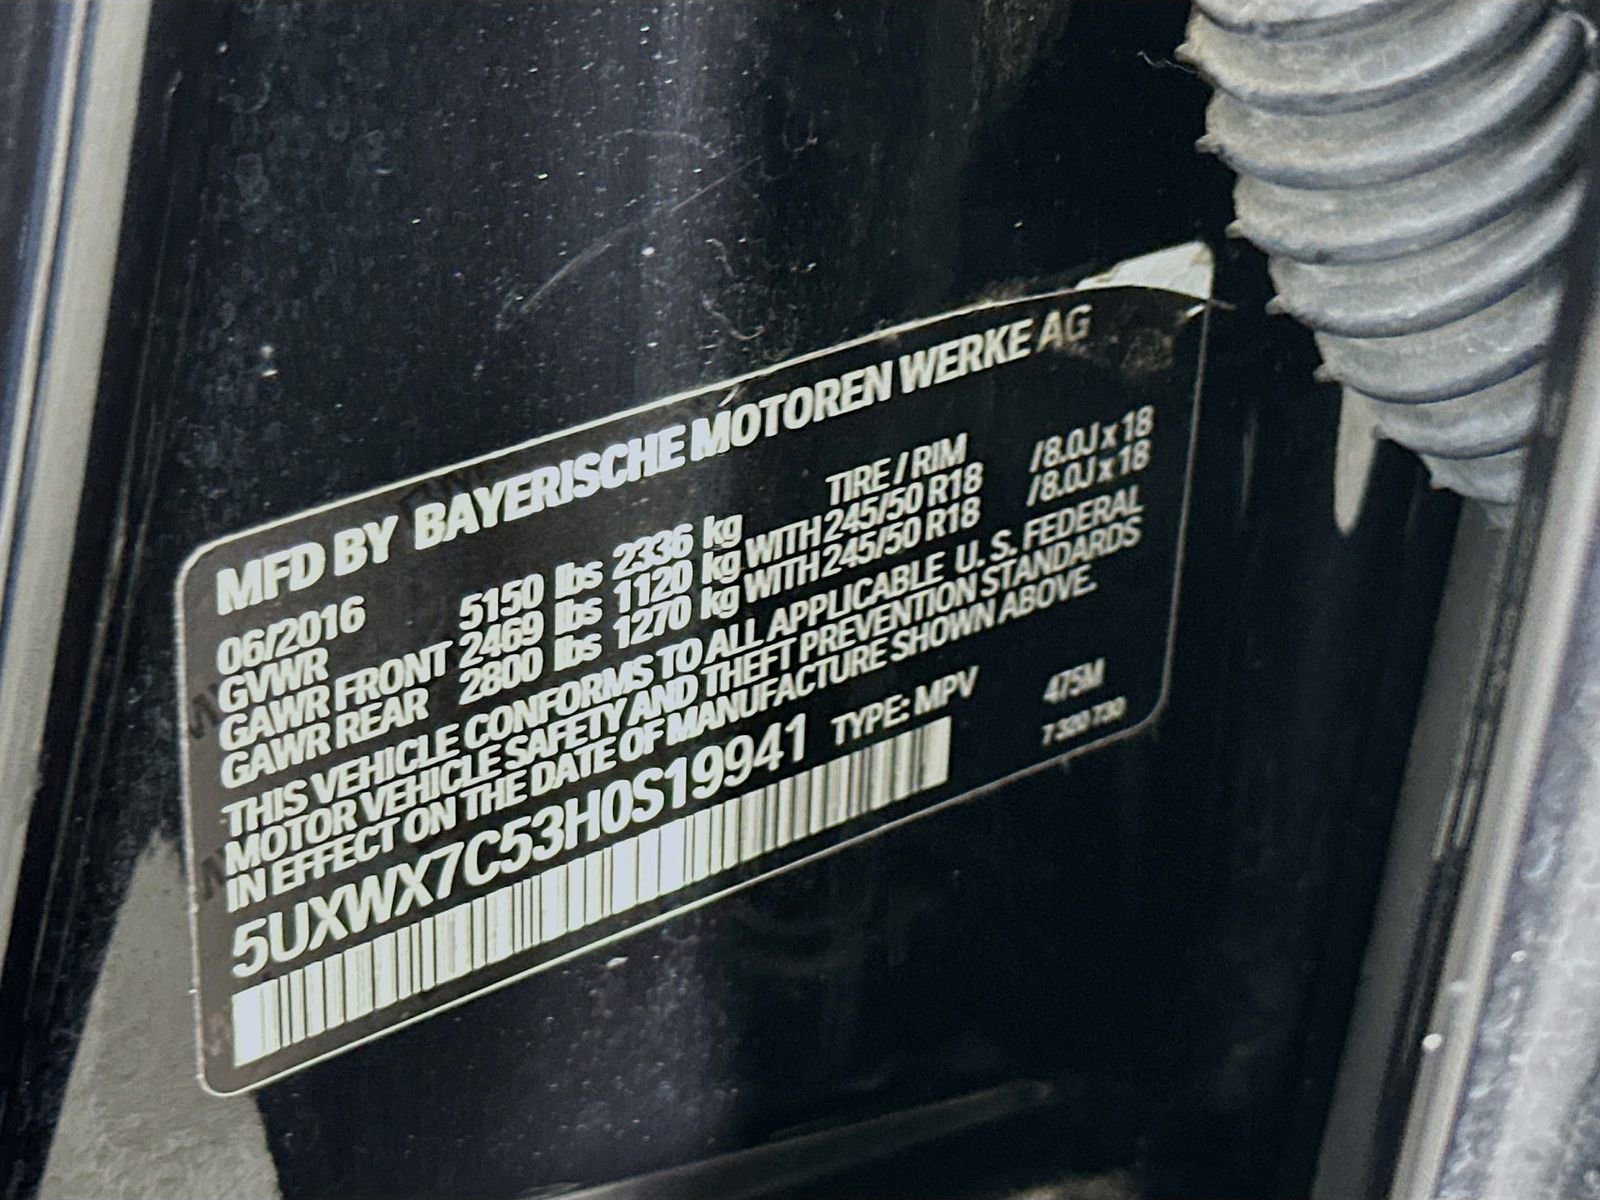 MFD BY BAYERISCHE MOTOREN WERKE AG
06/2016 TIRE / RIM
GVWR 5150 lbs 2336 kg
GAWR FRONT 2469 lbs 1120 kg WITH 245/50 R18 /8.0J x 18
GAWR REAR 2800 lbs 1270 kg WITH 245/50 R18 /8.0J x 18
THIS VEHICLE CONFORMS TO ALL APPLICABLE U. S. FEDERAL
MOTOR VEHICLE SAFETY AND THEFT PREVENTION STANDARDS
IN EFFECT ON THE DATE OF MANUFACTURE SHOWN ABOVE.
5UXWX7C53H0S19941 TYPE: MPV 475M
7 320 730